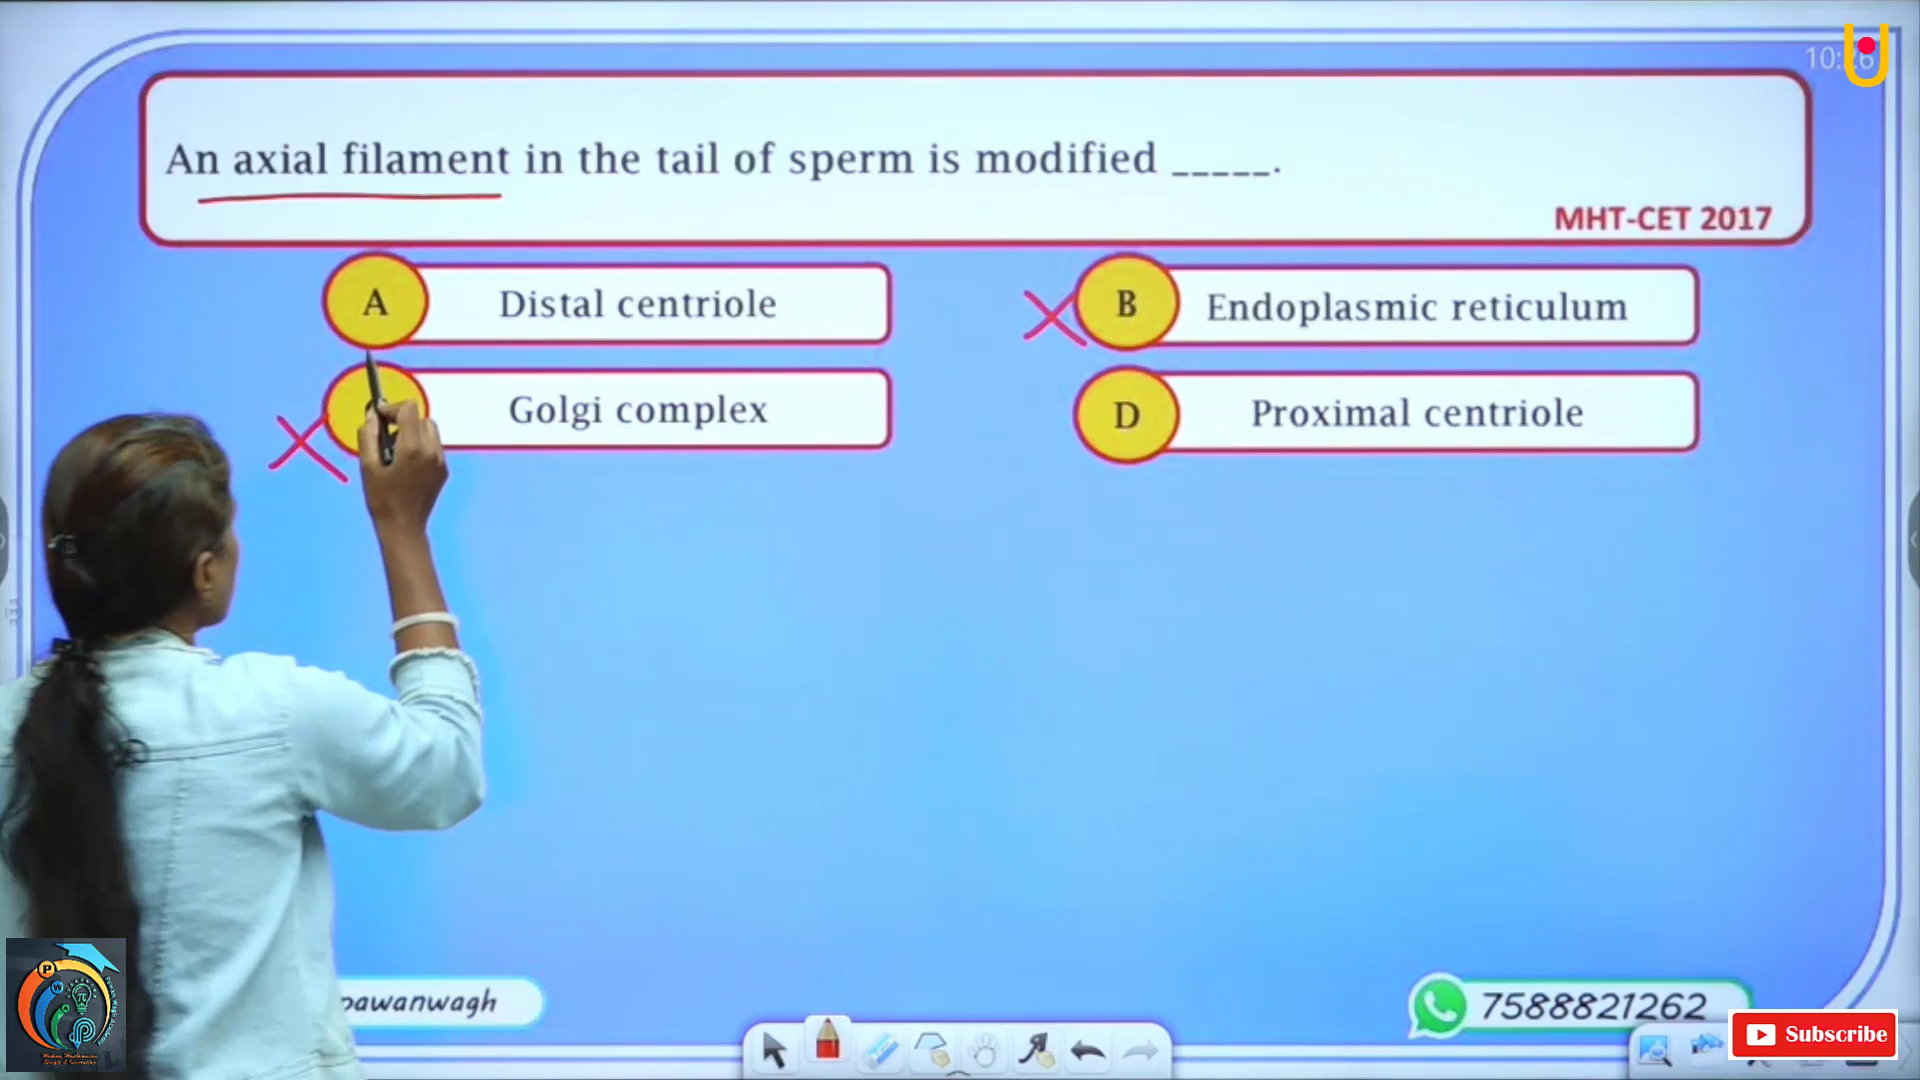 An axial filament in the tail of sperm is modified _____.
MHT-CET 2017
A Distal centriole
B Endoplasmic reticulum
Golgi complex
D Proximal centriole
pawanwagh
7588821262
Subscribe